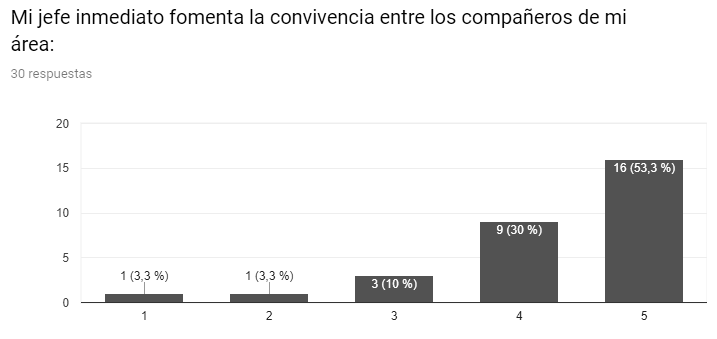 Mi jefe inmediato fomenta la convivencia entre los compañeros de mi
área:
30 respuestas
20
15
10
5
0
1 (3,3 %)
1 (3,3 %)
3 (10 %)
9 (30 %)
16 (53,3 %)
1
2
3
4
5